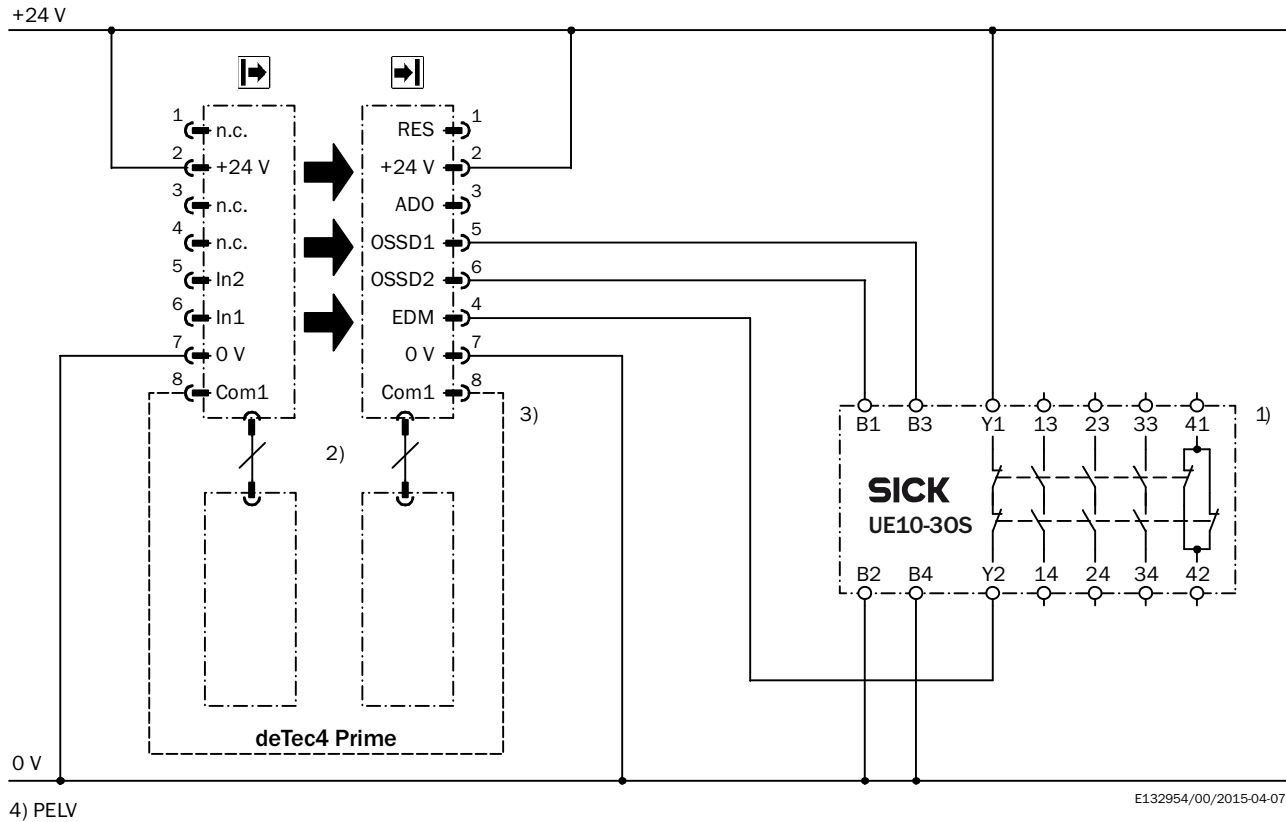 +24 V
1 n.c. RES 1
2 +24 V +24 V 2
3 n.c. ADO 3
4 n.c. OSSD1 5
5 In2 OSSD2 6
6 In1 EDM 4
7 0 V 0 V 7
8 Com1 Com1 8
3)
2)
1)
B1 B3 Y1 13 23 33 41
SICK
UE10-3OS
B2 B4 Y2 14 24 34 42
deTec4 Prime
0 V
4) PELV
E132954/00/2015-04-07